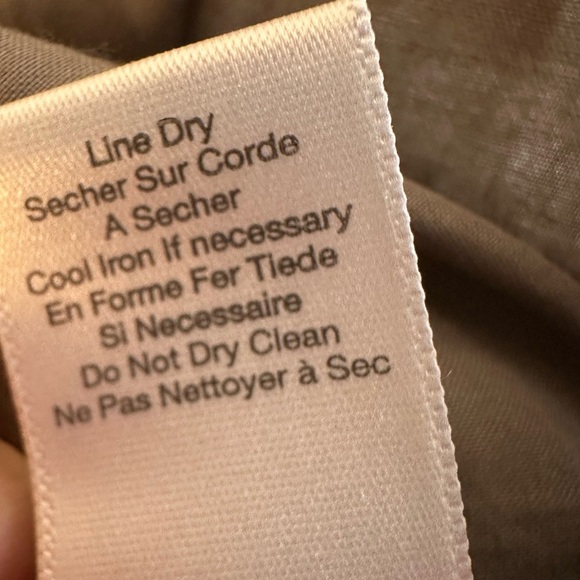 Line Dry
Secher Sur Corde
A Secher
Cool Iron If necessary
En Forme Fer Tiede
Si Necessaire
Do Not Dry Clean
Ne Pas Nettoyer à Sec